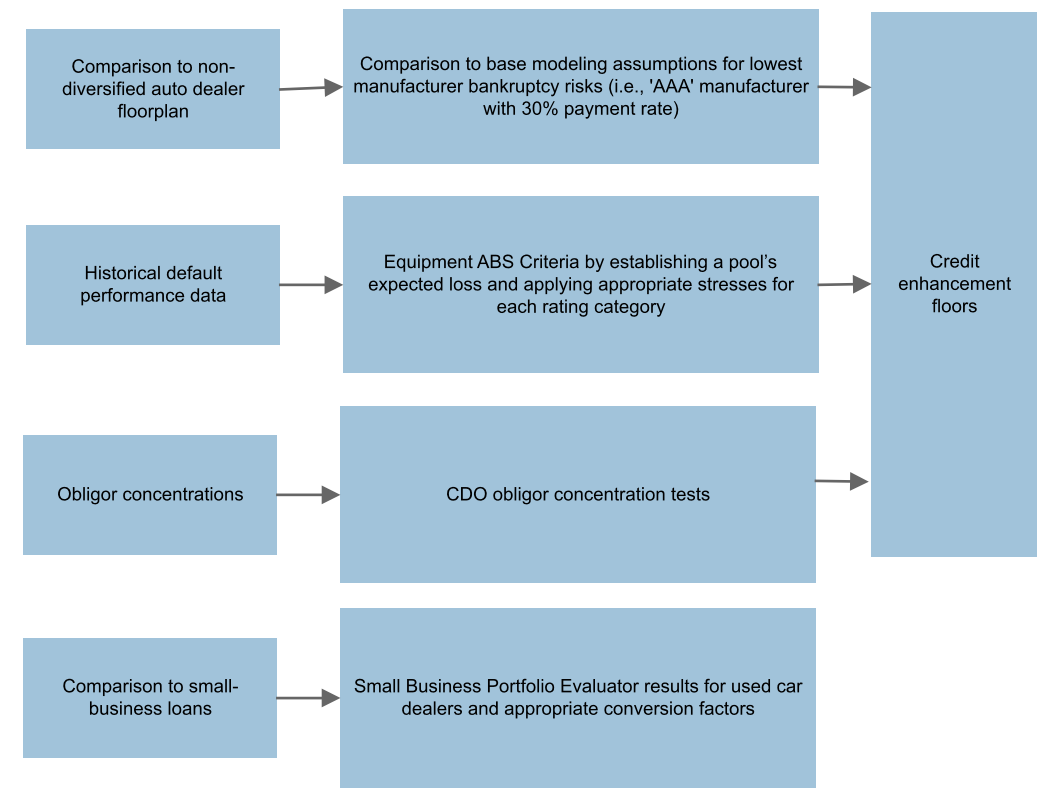 Comparison to non-
diversified auto dealer
floorplan
Comparison to base modeling assumptions for lowest
manufacturer bankruptcy risks (i.e., 'AAA' manufacturer
with 30% payment rate)
Historical default
performance data
Equipment ABS Criteria by establishing a pool’s
expected loss and applying appropriate stresses for
each rating category
Credit
enhancement
floors
Obligor concentrations
CDO obligor concentration tests
Comparison to small-
business loans
Small Business Portfolio Evaluator results for used car
dealers and appropriate conversion factors